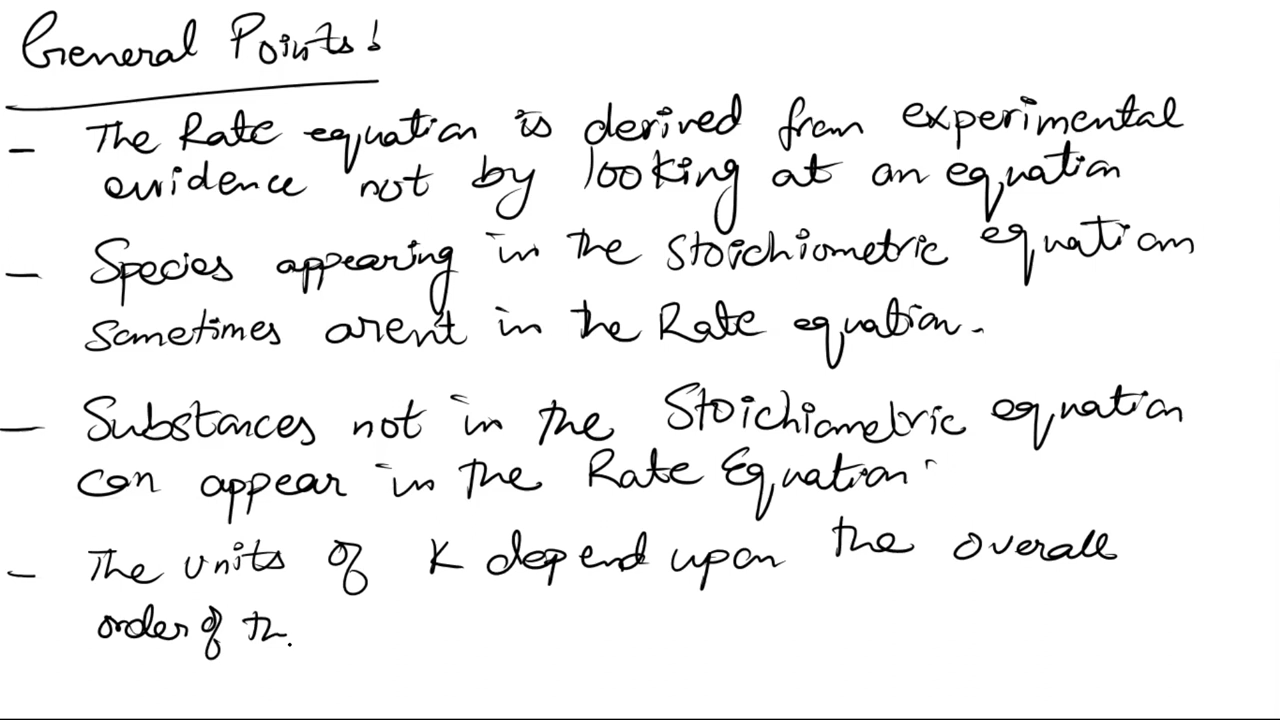 General Points!
- The Rate equation is derived from experimental
evidence not by looking at an equation
- Species appearing in the stoichiometric equation
sometimes aren't in the Rate equation.
- Substances not in the Stoichiometric equation
can appear in the Rate Equation
- The units of K depend upon the overall
order of th